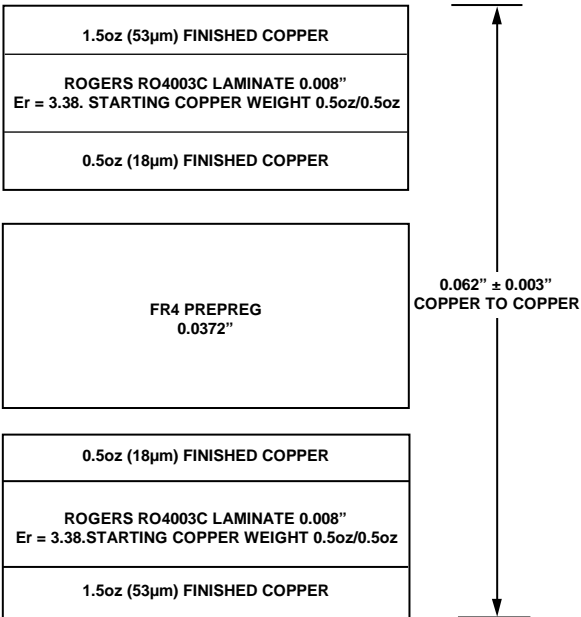 1.5oz (53µm) FINISHED COPPER
ROGERS RO4003C LAMINATE 0.008”
Er = 3.38. STARTING COPPER WEIGHT 0.5oz/0.5oz
0.5oz (18µm) FINISHED COPPER
FR4 PREPREG
0.0372”
0.062” ± 0.003”
COPPER TO COPPER
0.5oz (18µm) FINISHED COPPER
ROGERS RO4003C LAMINATE 0.008”
Er = 3.38.STARTING COPPER WEIGHT 0.5oz/0.5oz
1.5oz (53µm) FINISHED COPPER